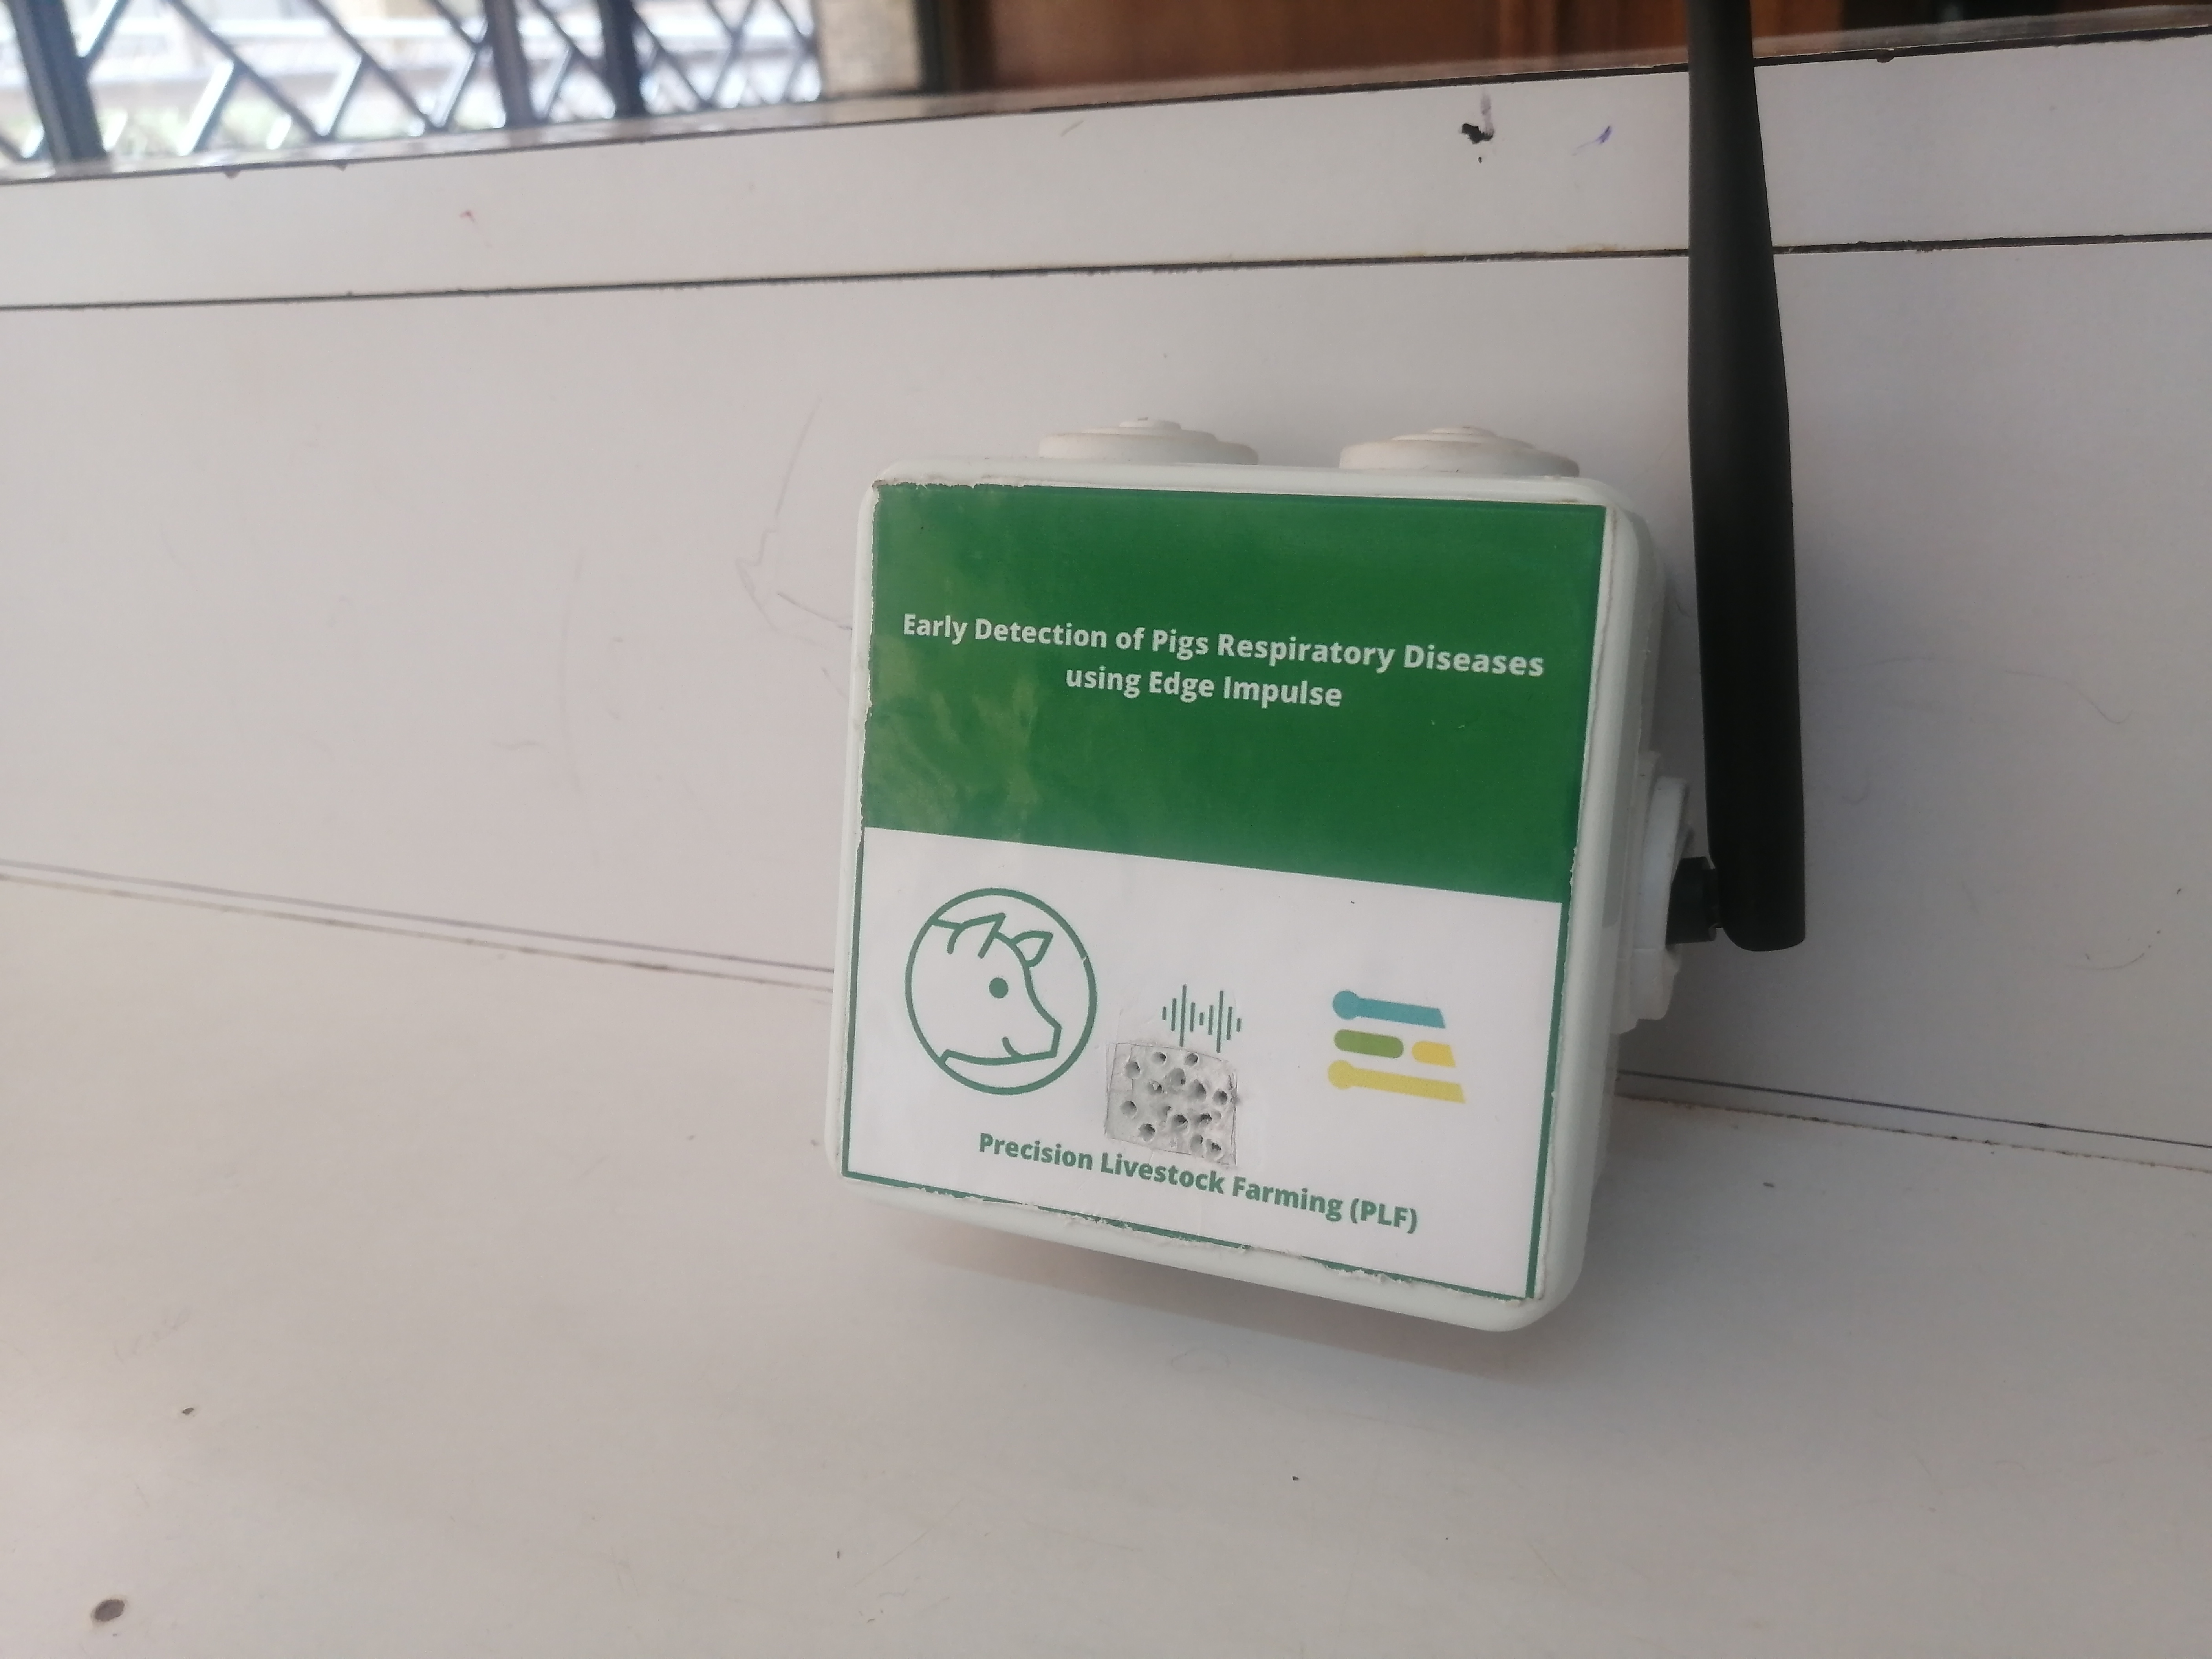 Early Detection of Pigs Respiratory Diseases
using Edge Impulse
Precision Livestock Farming (PLF)